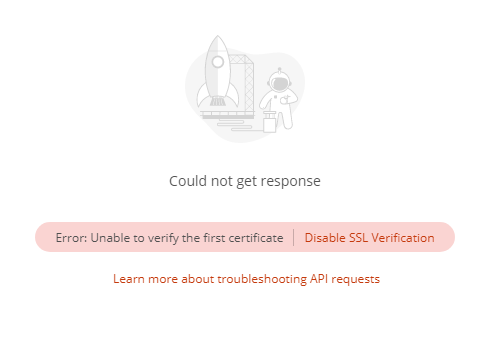 Could not get response
Error: Unable to verify the first certificate Disable SSL Verification
Learn more about troubleshooting API requests